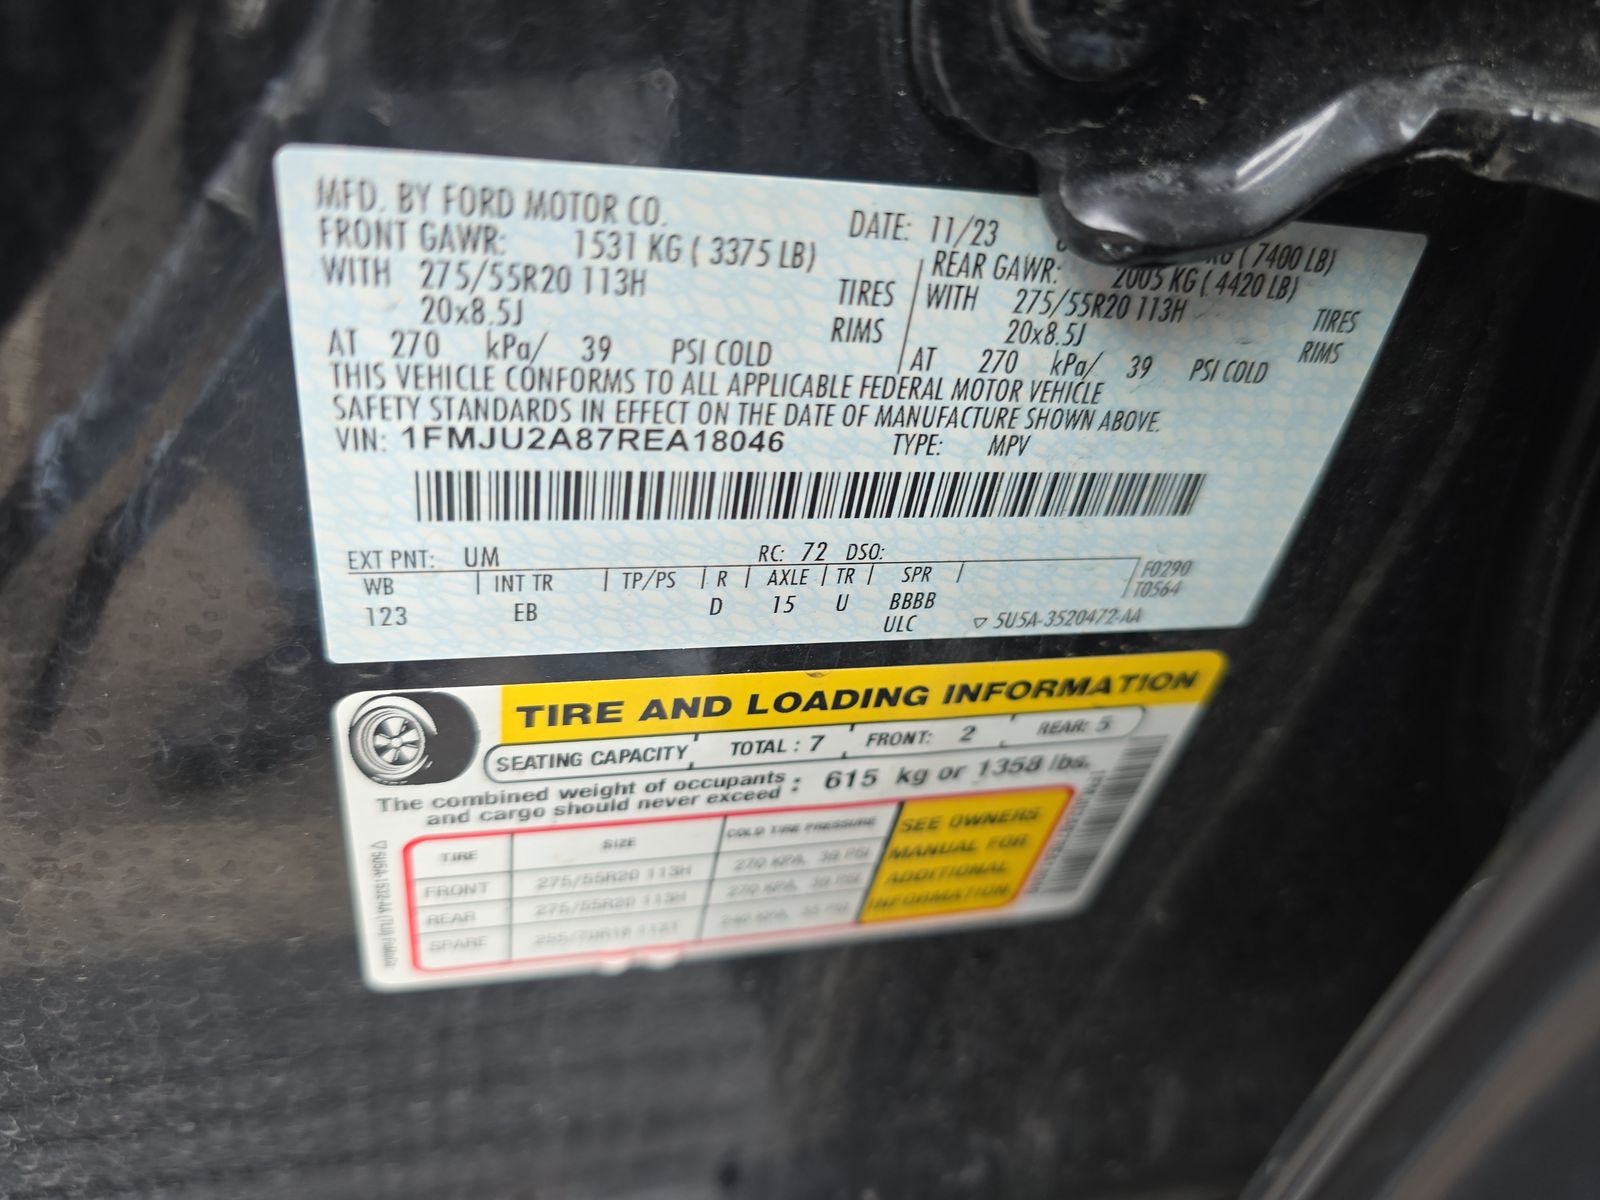 MFD. BY FORD MOTOR CO.
DATE: 11/23
KG ( 7400 LB)
FRONT GAWR: 1531 KG ( 3375 LB)
REAR GAWR: 2005 KG ( 4420 LB)
WITH 275/55R20 113H TIRES
WITH 275/55R20 113H TIRES
20x8.5J RIMS
20x8.5J RIMS
AT 270 kPa/ 39 PSI COLD
AT 270 kPa/ 39 PSI COLD
THIS VEHICLE CONFORMS TO ALL APPLICABLE FEDERAL MOTOR VEHICLE
SAFETY STANDARDS IN EFFECT ON THE DATE OF MANUFACTURE SHOWN ABOVE.
VIN: 1FMJU2A87REA18046 TYPE: MPV
EXT PNT: UM RC: 72 DSO:
WB | INT TR | TP/PS | R | AXLE | TR | SPR |
F0290
T0564
123 EB D 15 U BBBB
ULC
▽ 5U5A-3520472-AA
TIRE AND LOADING INFORMATION
SEATING CAPACITY TOTAL : 7 FRONT: 2 REAR: 5
The combined weight of occupants
and cargo should never exceed : 615 kg or 1358 lbs.
TIRE SIZE COLD TIRE PRESSURE
FRONT 275/55R20 113H 270 KPA, 39 PSI
REAR 275/55R20 113H 270 KPA, 39 PSI
SPARE
SEE OWNERS
MANUAL FOR
ADDITIONAL
INFORMATION